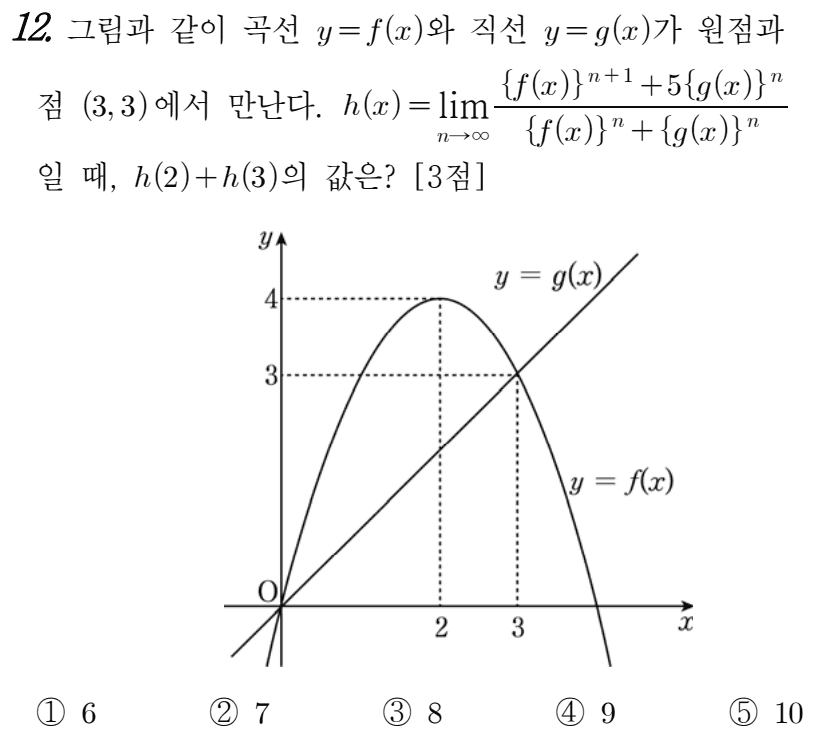 12. 그림과 같이 곡선 y=f(x)와 직선 y=g(x)가 원점과
점 (3, 3)에서 만난다. h(x)=lim_{n→∞} \frac{{f(x)}^{n+1}+5{g(x)}^n}{{f(x)}^n+{g(x)}^n}
일 때, h(2)+h(3)의 값은? [3점]
y
y = g(x)
4
3
y = f(x)
O
2 3 x
① 6 ② 7 ③ 8 ④ 9 ⑤ 10